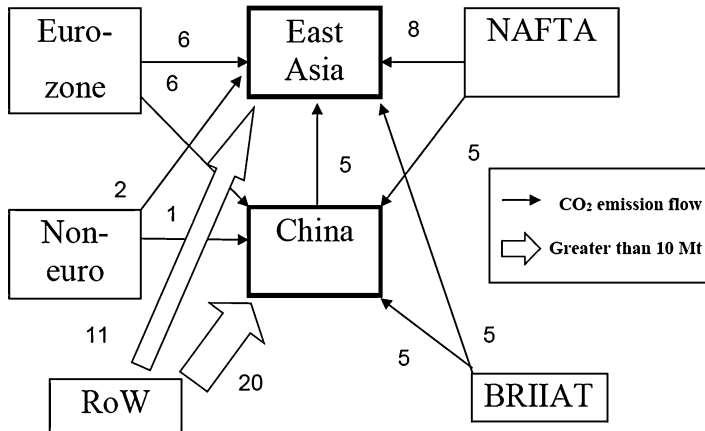 Euro-
zone
6
6
East
Asia
8
NAFTA
2
5
5
CO₂ emission flow
Greater than 10 Mt
Non-
euro
1
China
11
20
5
5
RoW
BRIIAT